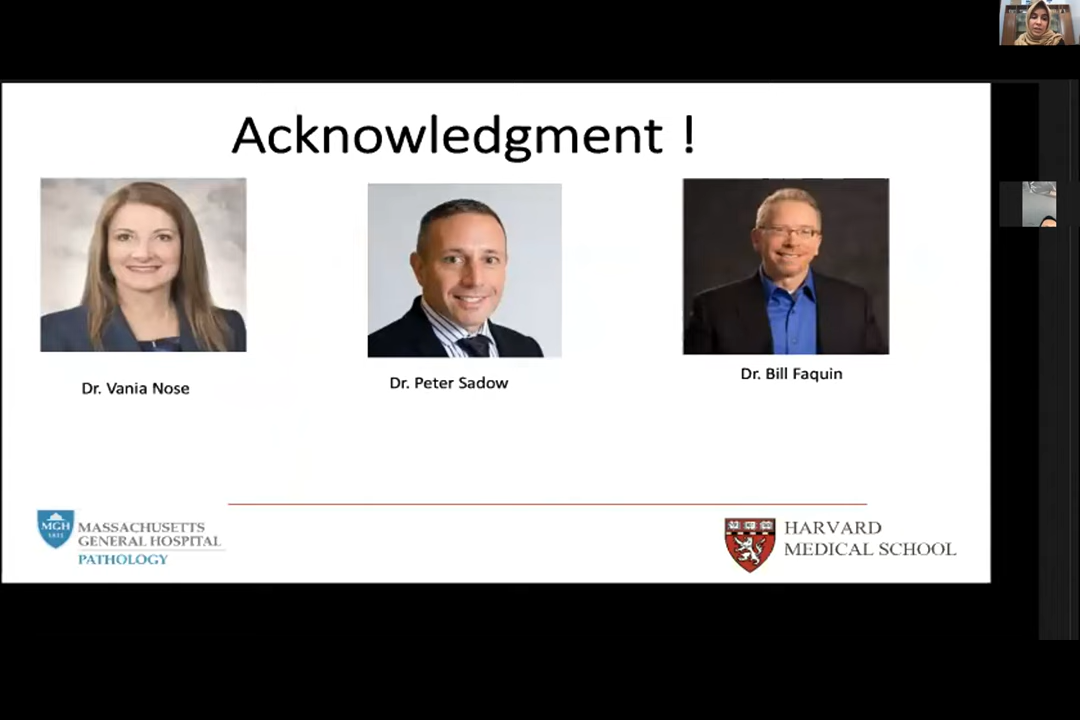 Acknowledgment !
Dr. Vania Nose
Dr. Peter Sadow
Dr. Bill Faquin
MGH
1811
MASSACHUSETTS
GENERAL HOSPITAL
PATHOLOGY
HARVARD
MEDICAL SCHOOL